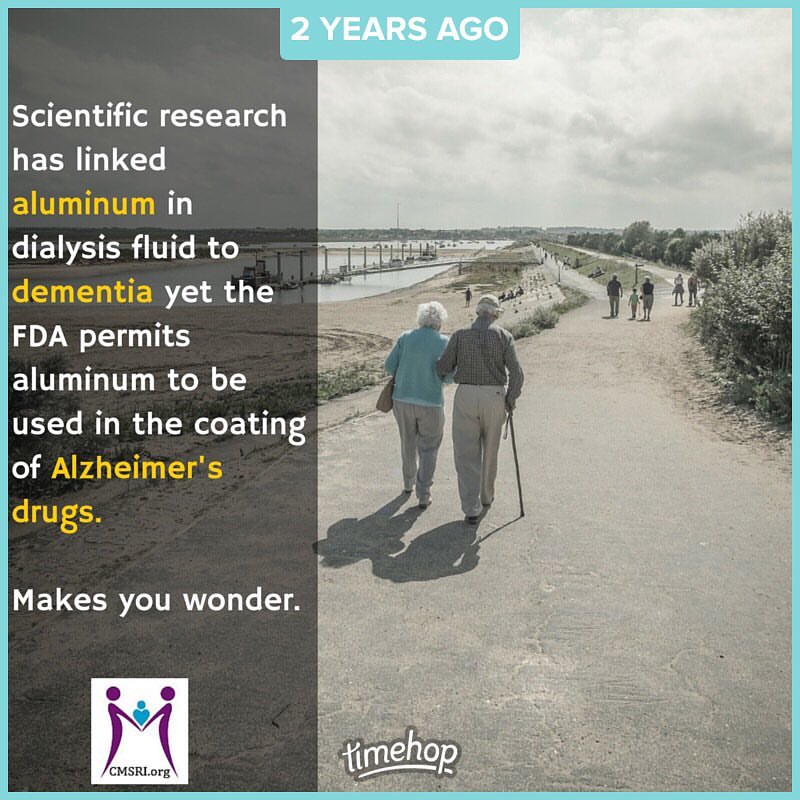 2 YEARS AGO
Scientific research
has linked
aluminum in
dialysis fluid to
dementia yet the
FDA permits
aluminum to be
used in the coating
of Alzheimer's
drugs.
Makes you wonder.
CMSRI.org
timehop